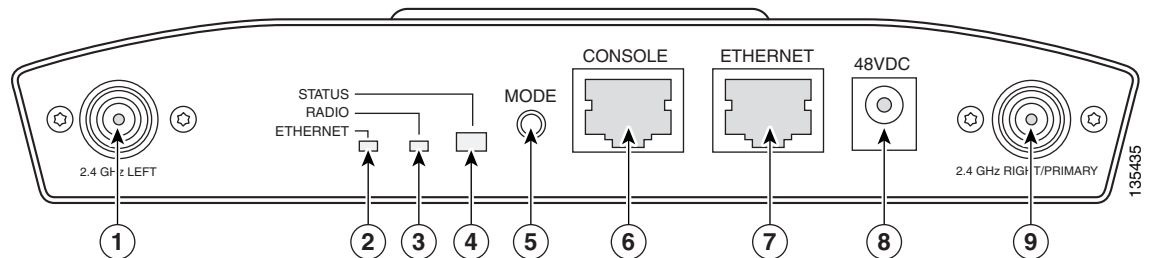 CONSOLE
ETHERNET
48VDC
STATUS
RADIO
ETHERNET
MODE
2.4 GHz LEFT
2.4 GHz RIGHT/PRIMARY
135435
1
2
3
4
5
6
7
8
9